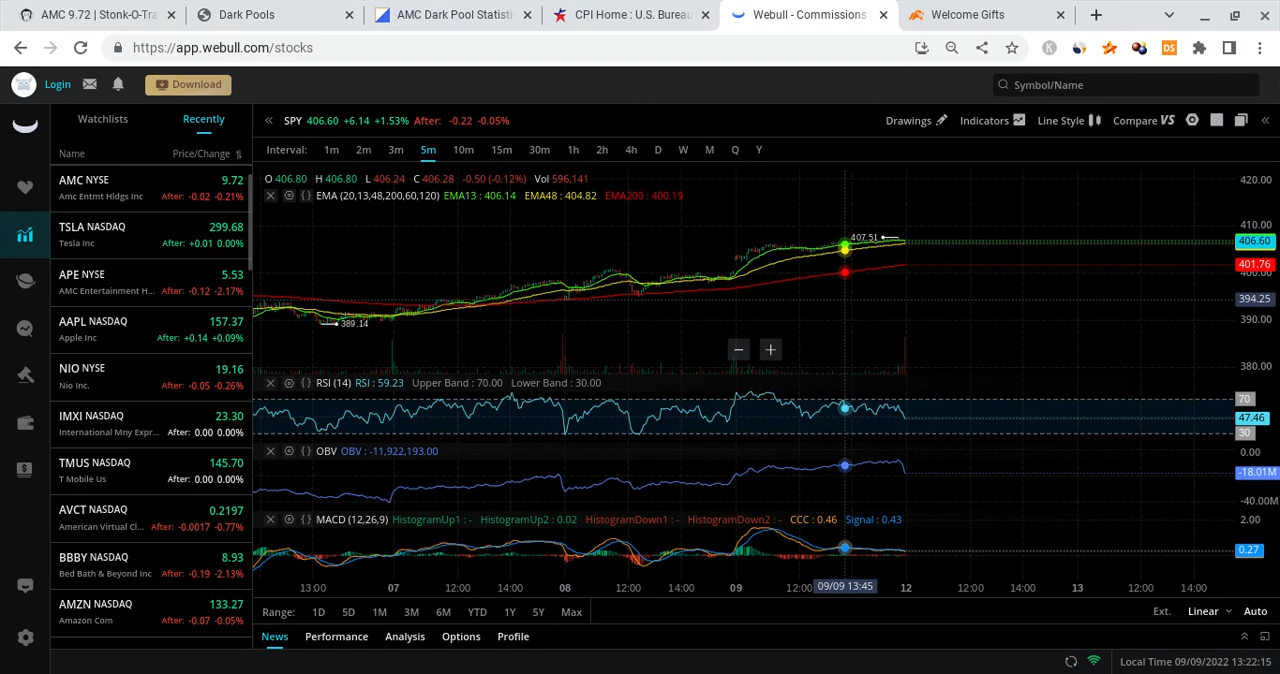 AMC 9.72 | Stonk-O-Tra
Dark Pools
AMC Dark Pool Statisti
CPI Home : U.S. Bureau
Webull - Commissions
Welcome Gifts
https://app.webull.com/stocks
K
DS
Login
Download
Symbol/Name
Watchlists
Recently
Name
Price/Change
AMC NYSE
9.72
Amc Entmt Hldgs Inc
After: -0.02 -0.21%
TSLA NASDAQ
299.68
Tesla Inc
After: +0.01 0.00%
APE NYSE
5.53
AMC Entertainment H...
After: -0.12 -2.17%
AAPL NASDAQ
157.37
Apple Inc
After: +0.14 +0.09%
NIO NYSE
19.16
Nio Inc.
After: -0.05 -0.26%
IMXI NASDAQ
23.30
International Mny Expr...
After: 0.00 0.00%
TMUS NASDAQ
145.70
T Mobile Us
After: 0.00 0.00%
AVCT NASDAQ
0.2197
American Virtual Cl...
After: -0.0017 -0.77%
BBBY NASDAQ
8.93
Bed Bath & Beyond Inc
After: -0.19 -2.13%
AMZN NASDAQ
133.27
Amazon Com
After: -0.07 -0.05%
SPY 406.60 +6.14 +1.53% After: -0.22 -0.05%
Drawings
Indicators
Line Style
Compare VS
Interval: 1m 2m 3m 5m 10m 15m 30m 1h 2h 4h D W M Q Y
O 406.80 H 406.80 L 406.24 C 406.28 -0.50 (-0.12%) Vol 596,141
EMA (20,13,48,200,60,120) EMA13 : 406.14 EMA48 : 404.82 EMA200 : 400.19
407.51
389.14
420.00
410.00
406.60
401.76
400.00
394.25
390.00
380.00
RSI (14) RSI : 59.23 Upper Band : 70.00 Lower Band : 30.00
70
47.46
30
OBV OBV : -11,922,193.00
0.00
-18.01M
-40.00M
MACD (12,26,9) HistogramUp1 : - HistogramUp2 : 0.02 HistogramDown1 : - HistogramDown2 : - CCC : 0.46 Signal : 0.43
2.00
0.27
13:00 07 12:00 14:00 08 12:00 14:00 09 12:00 09/09 13:45 12 12:00 14:00 13 12:00 14:00
Range: 1D 5D 1M 3M 6M YTD 1Y 5Y Max
Ext. Linear Auto
News Performance Analysis Options Profile
Local Time 09/09/2022 13:22:15